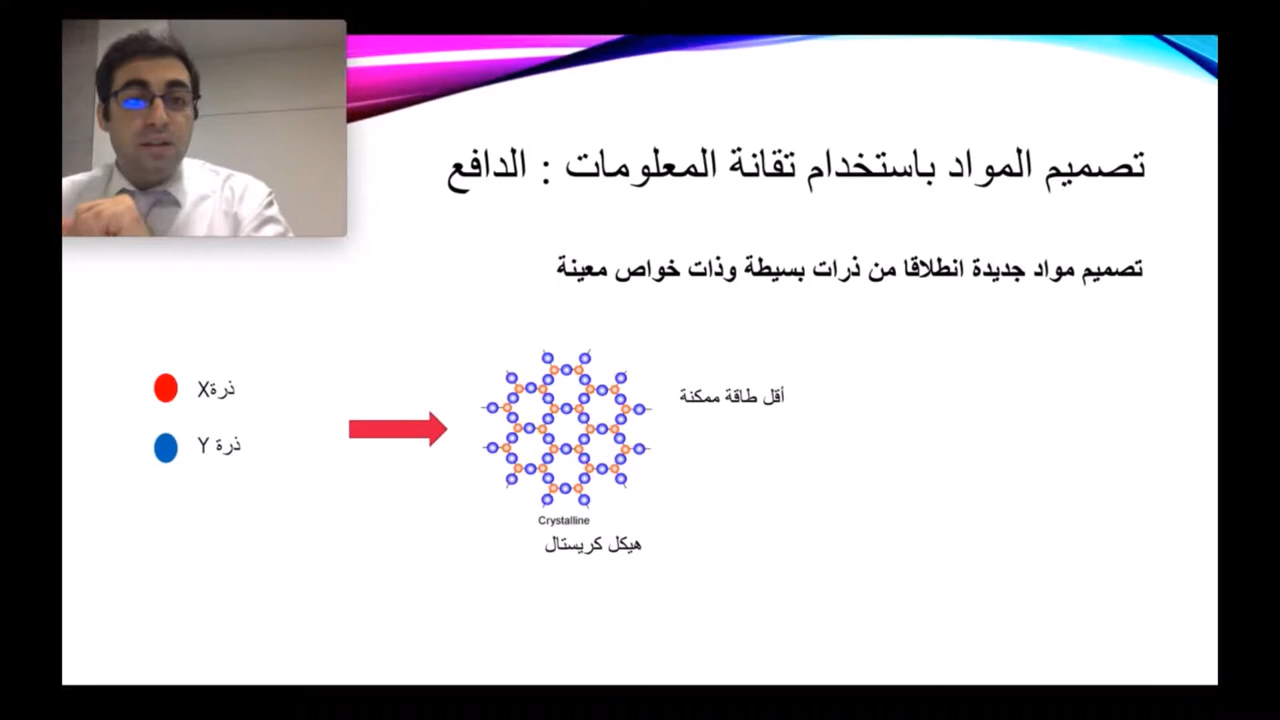 تصميم المواد باستخدام تقانة المعلومات : الدافع
تصميم مواد جديدة انطلاقا من ذرات بسيطة وذات خواص معينة
ذرةX
ذرة Y
أقل طاقة ممكنة
Crystalline
هيكل كريستال